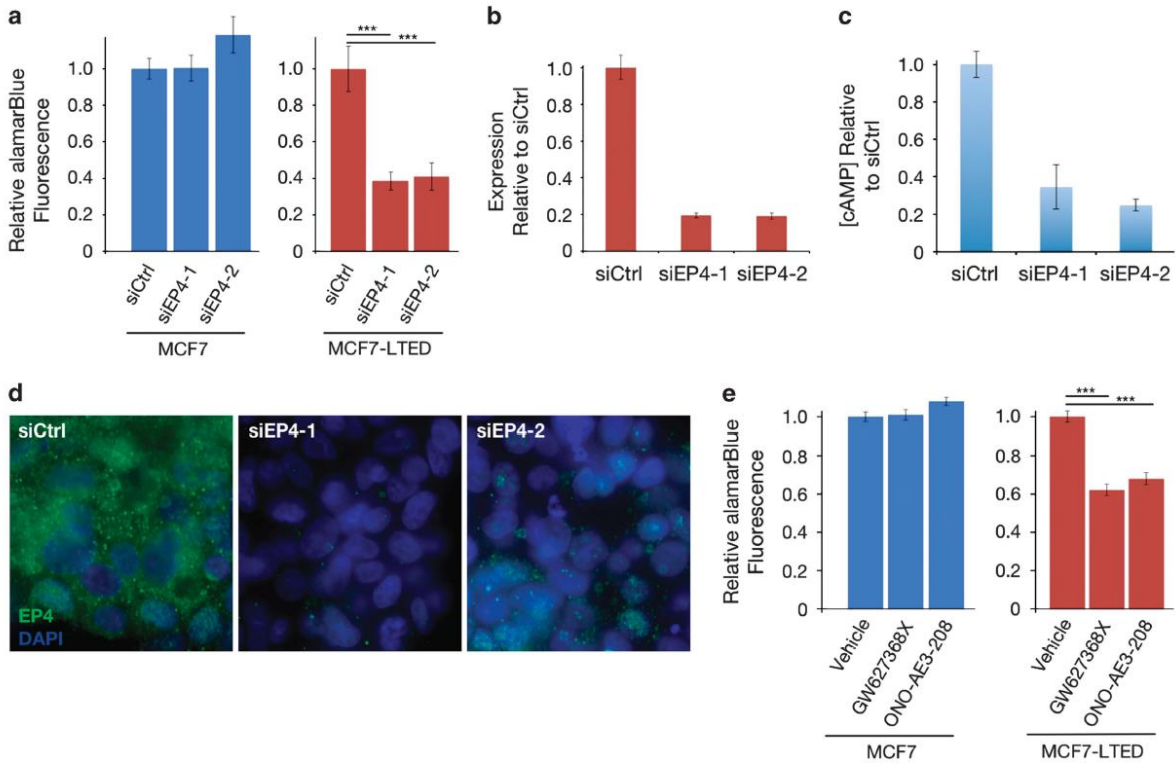 a
Relative alamarBlue
Fluorescence
1.0
0.8
0.6
0.4
0.2
0
siCtrl
siEP4-1
siEP4-2
MCF7
***
***
1.0
0.8
0.6
0.4
0.2
0
siCtrl
siEP4-1
siEP4-2
MCF7-LTED
b
Expression
Relative to siCtrl
1.0
0.8
0.6
0.4
0.2
0
siCtrl siEP4-1 siEP4-2
c
[cAMP] Relative
to siCtrl
1.0
0.8
0.6
0.4
0.2
0
siCtrl siEP4-1 siEP4-2
d
siCtrl
EP4
DAPI
siEP4-1
siEP4-2
e
Relative alamarBlue
Fluorescence
1.0
0.8
0.6
0.4
0.2
0
Vehicle
GW627368X
ONO-AE3-208
MCF7
***
***
1.0
0.8
0.6
0.4
0.2
0
Vehicle
GW627368X
ONO-AE3-208
MCF7-LTED